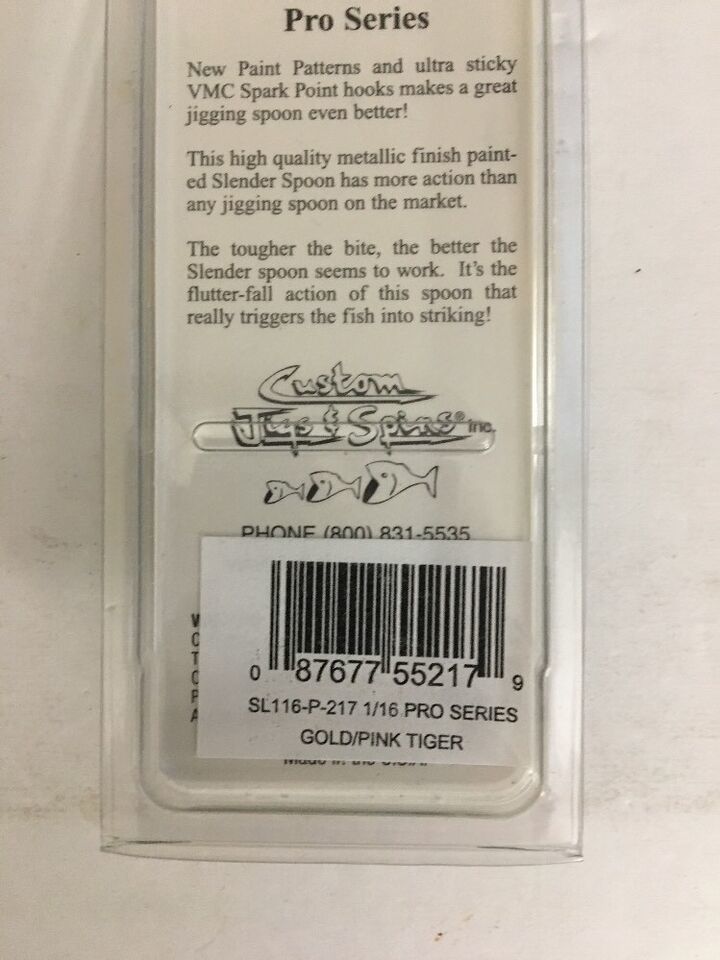 Pro Series
New Paint Patterns and ultra sticky
VMC Spark Point hooks makes a great
jigging spoon even better!
This high quality metallic finish paint-
ed Slender Spoon has more action than
any jigging spoon on the market.
The tougher the bite, the better the
Slender spoon seems to work. It's the
flutter-fall action of this spoon that
really triggers the fish into striking!
Custom
Jigs & Spins® Inc.
PHONE (800) 831-5535
W
C
T
C
P
A
0 87677 55217 9
SL116-P-217 1/16 PRO SERIES
GOLD/PINK TIGER
Made in the U.S.A.